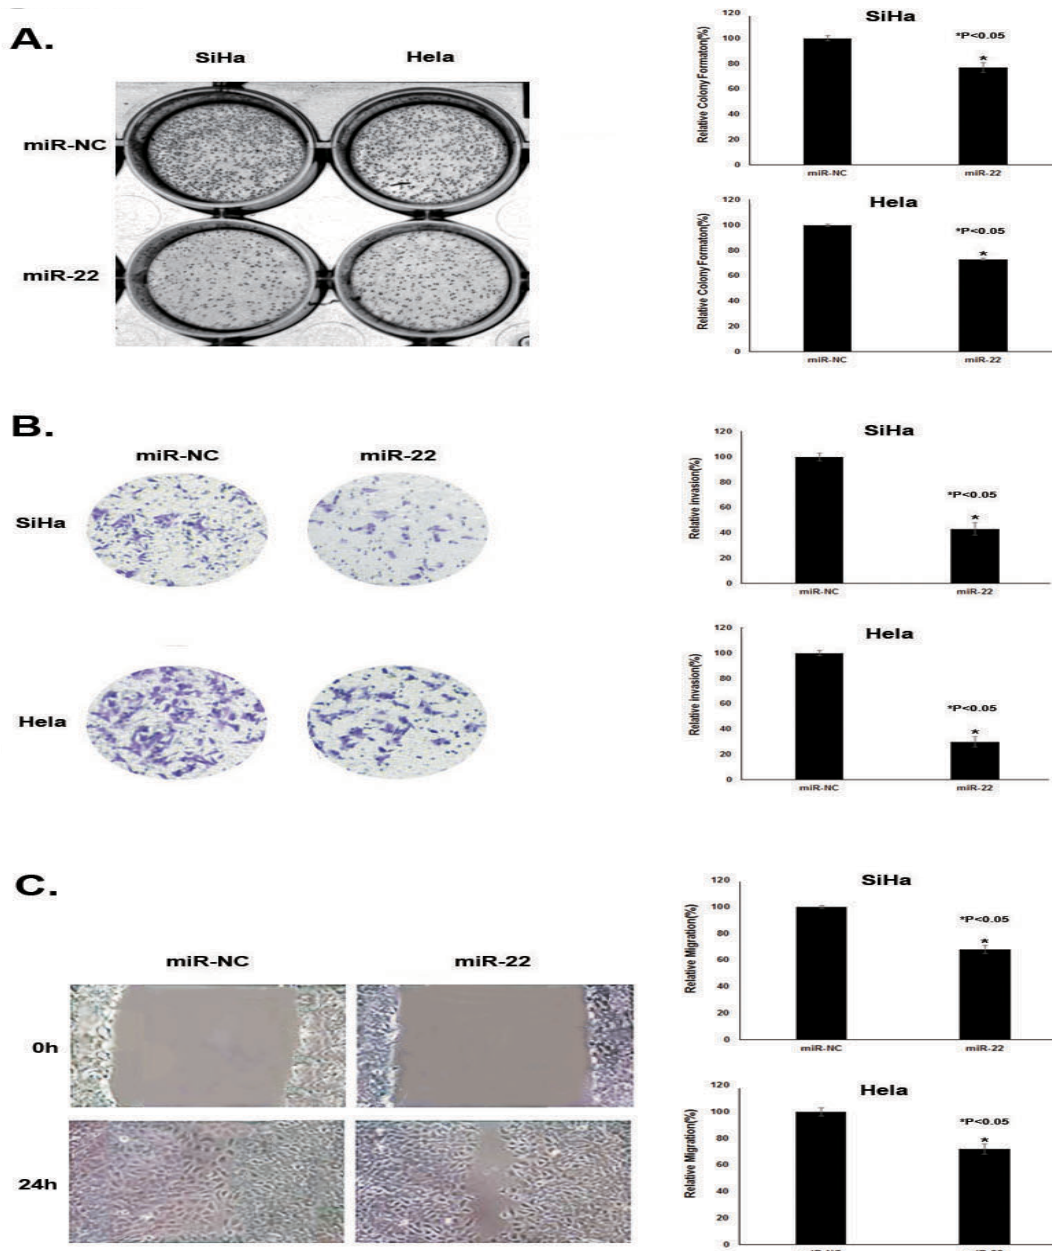 A.
SiHa Hela
miR-NC
miR-22
SiHa
Relative Colony Formaton(%)
120
100
80
60
40
20
0
*P<0.05
*
miR-NC miR-22
Hela
Relative Colony Formaton(%)
120
100
80
60
40
20
0
*P<0.05
*
miR-NC miR-22
B.
miR-NC miR-22
SiHa
Hela
SiHa
Relative invasion(%)
120
100
80
60
40
20
0
*P<0.05
*
miR-NC miR-22
Hela
Relative invasion(%)
120
100
80
60
40
20
0
*P<0.05
*
miR-NC miR-22
C.
miR-NC miR-22
0h
24h
SiHa
Relative Migration(%)
120
100
80
60
40
20
0
*P<0.05
*
miR-NC miR-22
Hela
Relative Migration(%)
120
100
80
60
40
20
0
*P<0.05
*